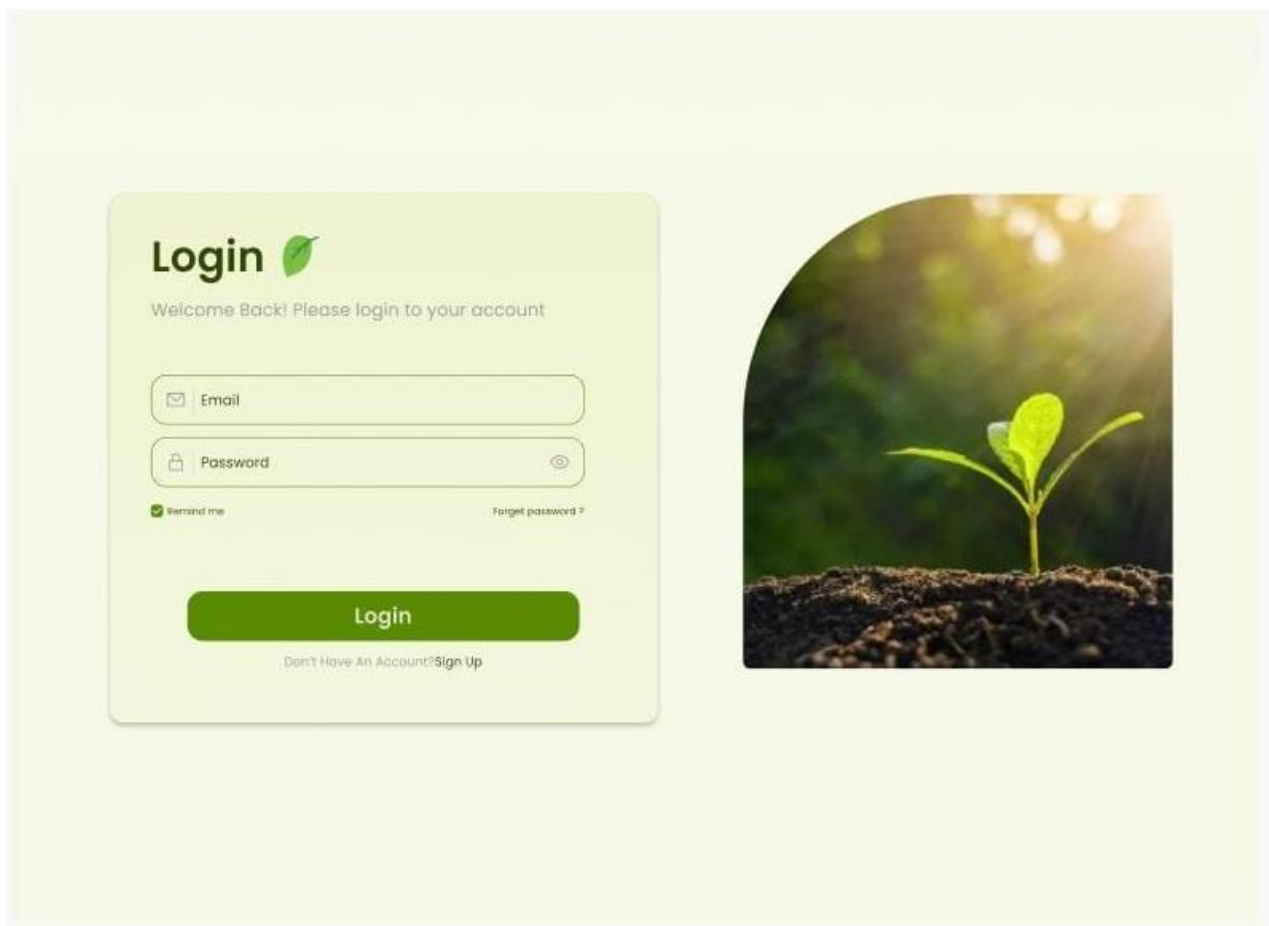 Login
Welcome Back! Please login to your account
Email
Password
Remind me
Forget password ?
Login
Don't Have An Account?Sign Up